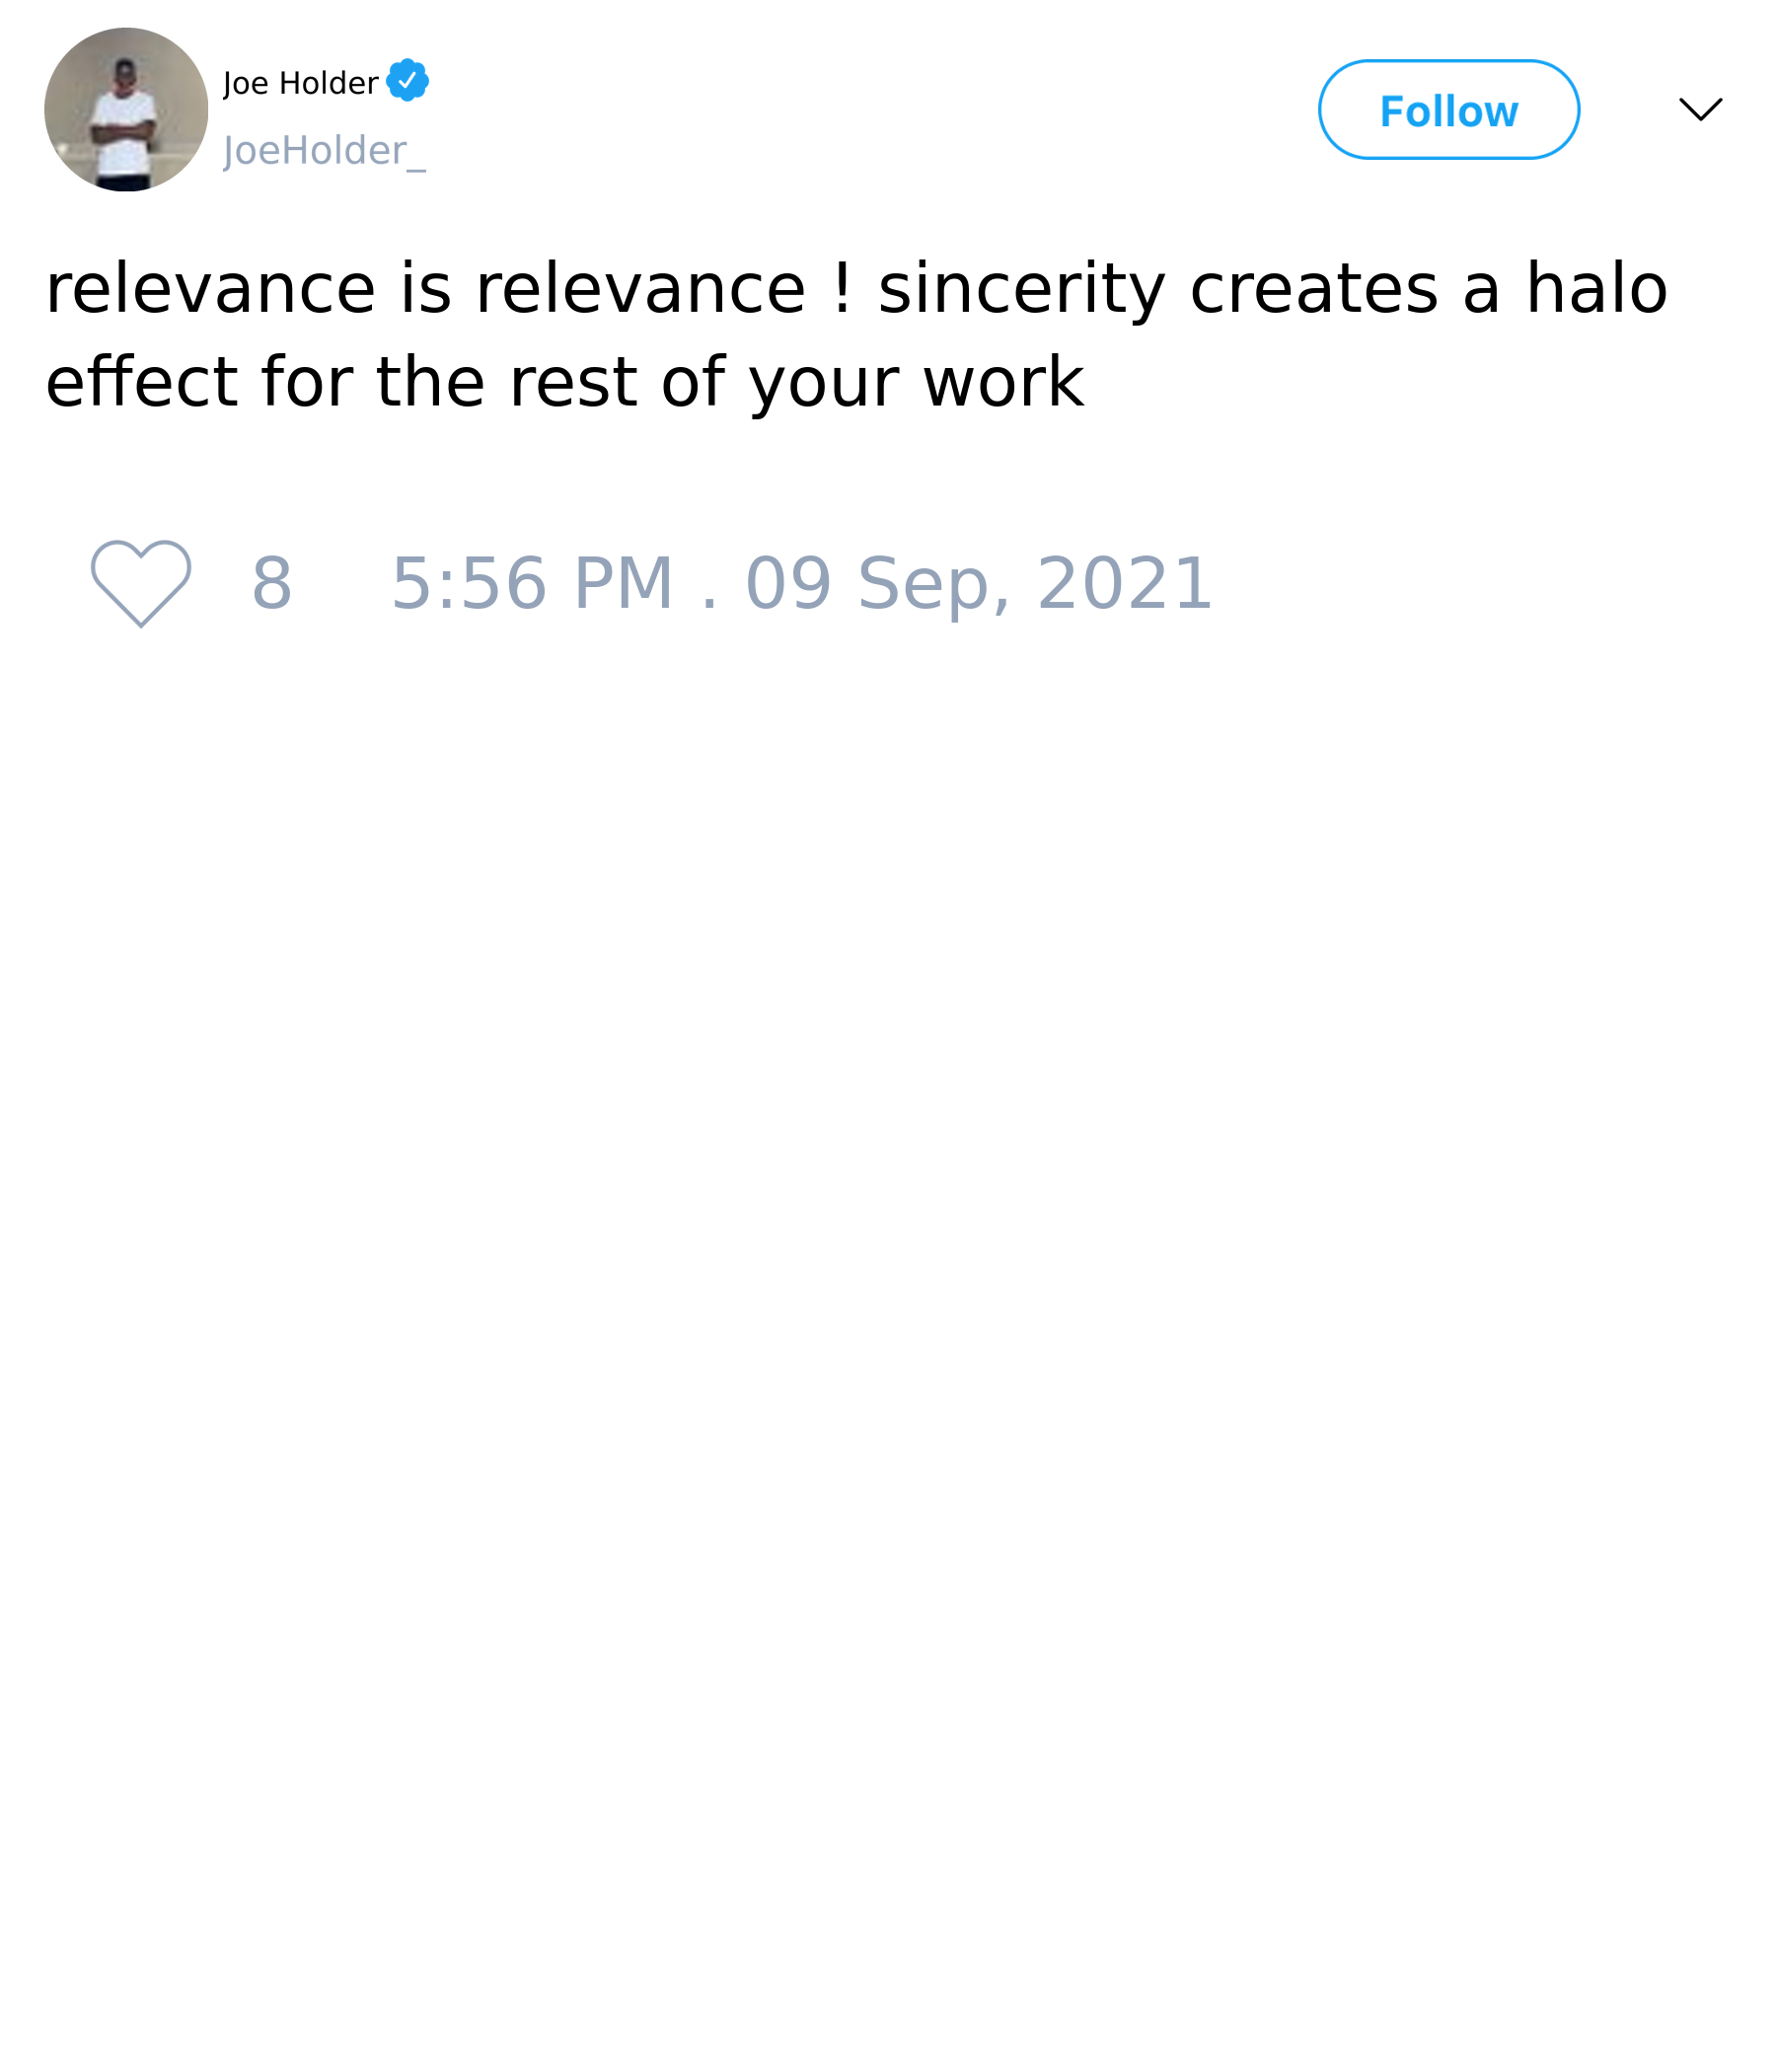 Joe Holder
JoeHolder_
Follow
relevance is relevance ! sincerity creates a halo
effect for the rest of your work
8 5:56 PM . 09 Sep, 2021